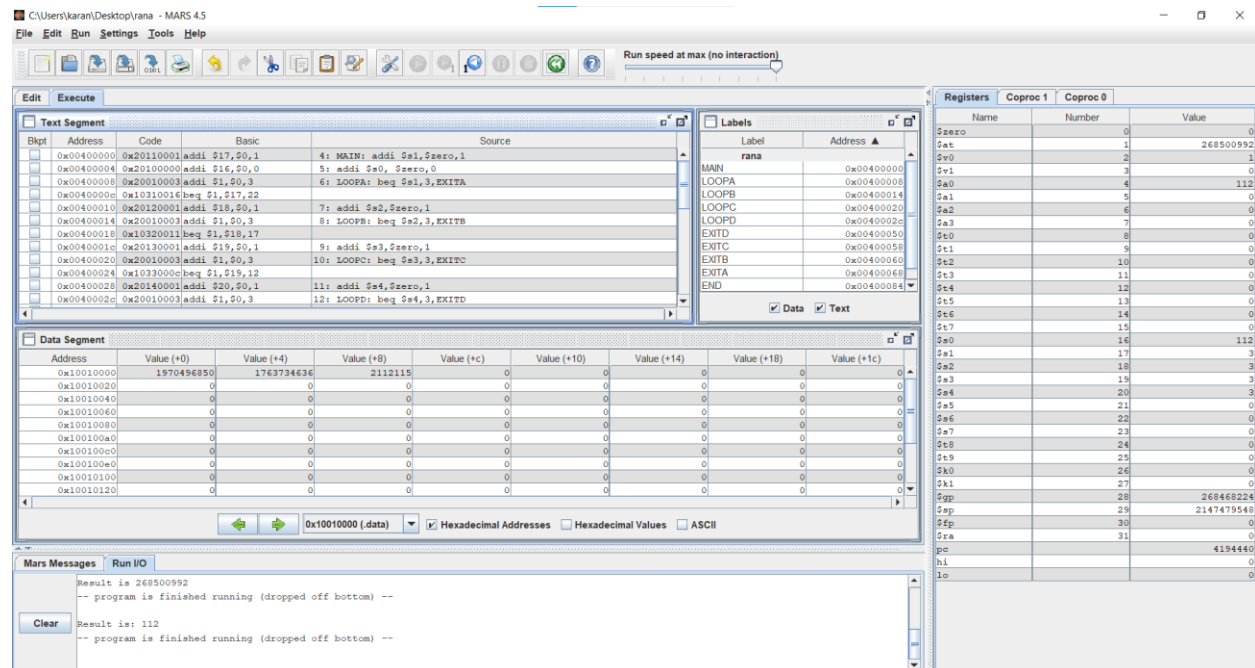 C:\Users\karan\Desktop\rana - MARS 4.5
File Edit Run Settings Tools Help
Run speed at max (no interaction)
Edit Execute
Text Segment
Bkpt Address Code Basic Source
0x00400000 0x20110001 addi $17,$0,1 4: MAIN: addi $s1,$zero,1
0x00400004 0x20100000 addi $16,$0,0 5: addi $s0, $zero,0
0x00400008 0x20010003 addi $1,$0,3 6: LOOPA: beq $s1,3,EXITA
0x0040000c 0x10310016 beq $1,$17,22
0x00400010 0x20120001 addi $18,$0,1 7: addi $s2,$zero,1
0x00400014 0x20010003 addi $1,$0,3 8: LOOPB: beq $s2,3,EXITB
0x00400018 0x10320011 beq $1,$18,17
0x0040001c 0x20130001 addi $19,$0,1 9: addi $s3,$zero,1
0x00400020 0x20010003 addi $1,$0,3 10: LOOPC: beq $s3,3,EXITC
0x00400024 0x1033000c beq $1,$19,12
0x00400028 0x20140001 addi $20,$0,1 11: addi $s4,$zero,1
0x0040002c 0x20010003 addi $1,$0,3 12: LOOPD: beq $s4,3,EXITD
Labels
Label Address ▲
rana
MAIN 0x00400000
LOOPA 0x00400008
LOOPB 0x00400014
LOOPC 0x00400020
LOOPD 0x0040002c
EXITD 0x00400050
EXITC 0x00400058
EXITB 0x00400060
EXITA 0x00400068
END 0x00400084
Data Text
Data Segment
Address Value (+0) Value (+4) Value (+8) Value (+c) Value (+10) Value (+14) Value (+18) Value (+1c)
0x10010000 1970496850 1763734636 2112115 0 0 0 0 0
0x10010020 0 0 0 0 0 0 0 0
0x10010040 0 0 0 0 0 0 0 0
0x10010060 0 0 0 0 0 0 0 0
0x10010080 0 0 0 0 0 0 0 0
0x100100a0 0 0 0 0 0 0 0 0
0x100100c0 0 0 0 0 0 0 0 0
0x100100e0 0 0 0 0 0 0 0 0
0x10010100 0 0 0 0 0 0 0 0
0x10010120 0 0 0 0 0 0 0 0
0x10010000 (.data) Hexadecimal Addresses Hexadecimal Values ASCII
Mars Messages Run I/O
Clear
Result is 268500992
-- program is finished running (dropped off bottom) --
Result is: 112
-- program is finished running (dropped off bottom) --
Registers Coproc 1 Coproc 0
Name Number Value
$zero 0 0
$at 1 268500992
$v0 2 1
$v1 3 0
$a0 4 112
$a1 5 0
$a2 6 0
$a3 7 0
$t0 8 0
$t1 9 0
$t2 10 0
$t3 11 0
$t4 12 0
$t5 13 0
$t6 14 0
$t7 15 0
$s0 16 112
$s1 17 3
$s2 18 3
$s3 19 3
$s4 20 3
$s5 21 0
$s6 22 0
$s7 23 0
$t8 24 0
$t9 25 0
$k0 26 0
$k1 27 0
$gp 28 268468224
$sp 29 2147479548
$fp 30 0
$ra 31 0
pc 4194440
hi 0
lo 0